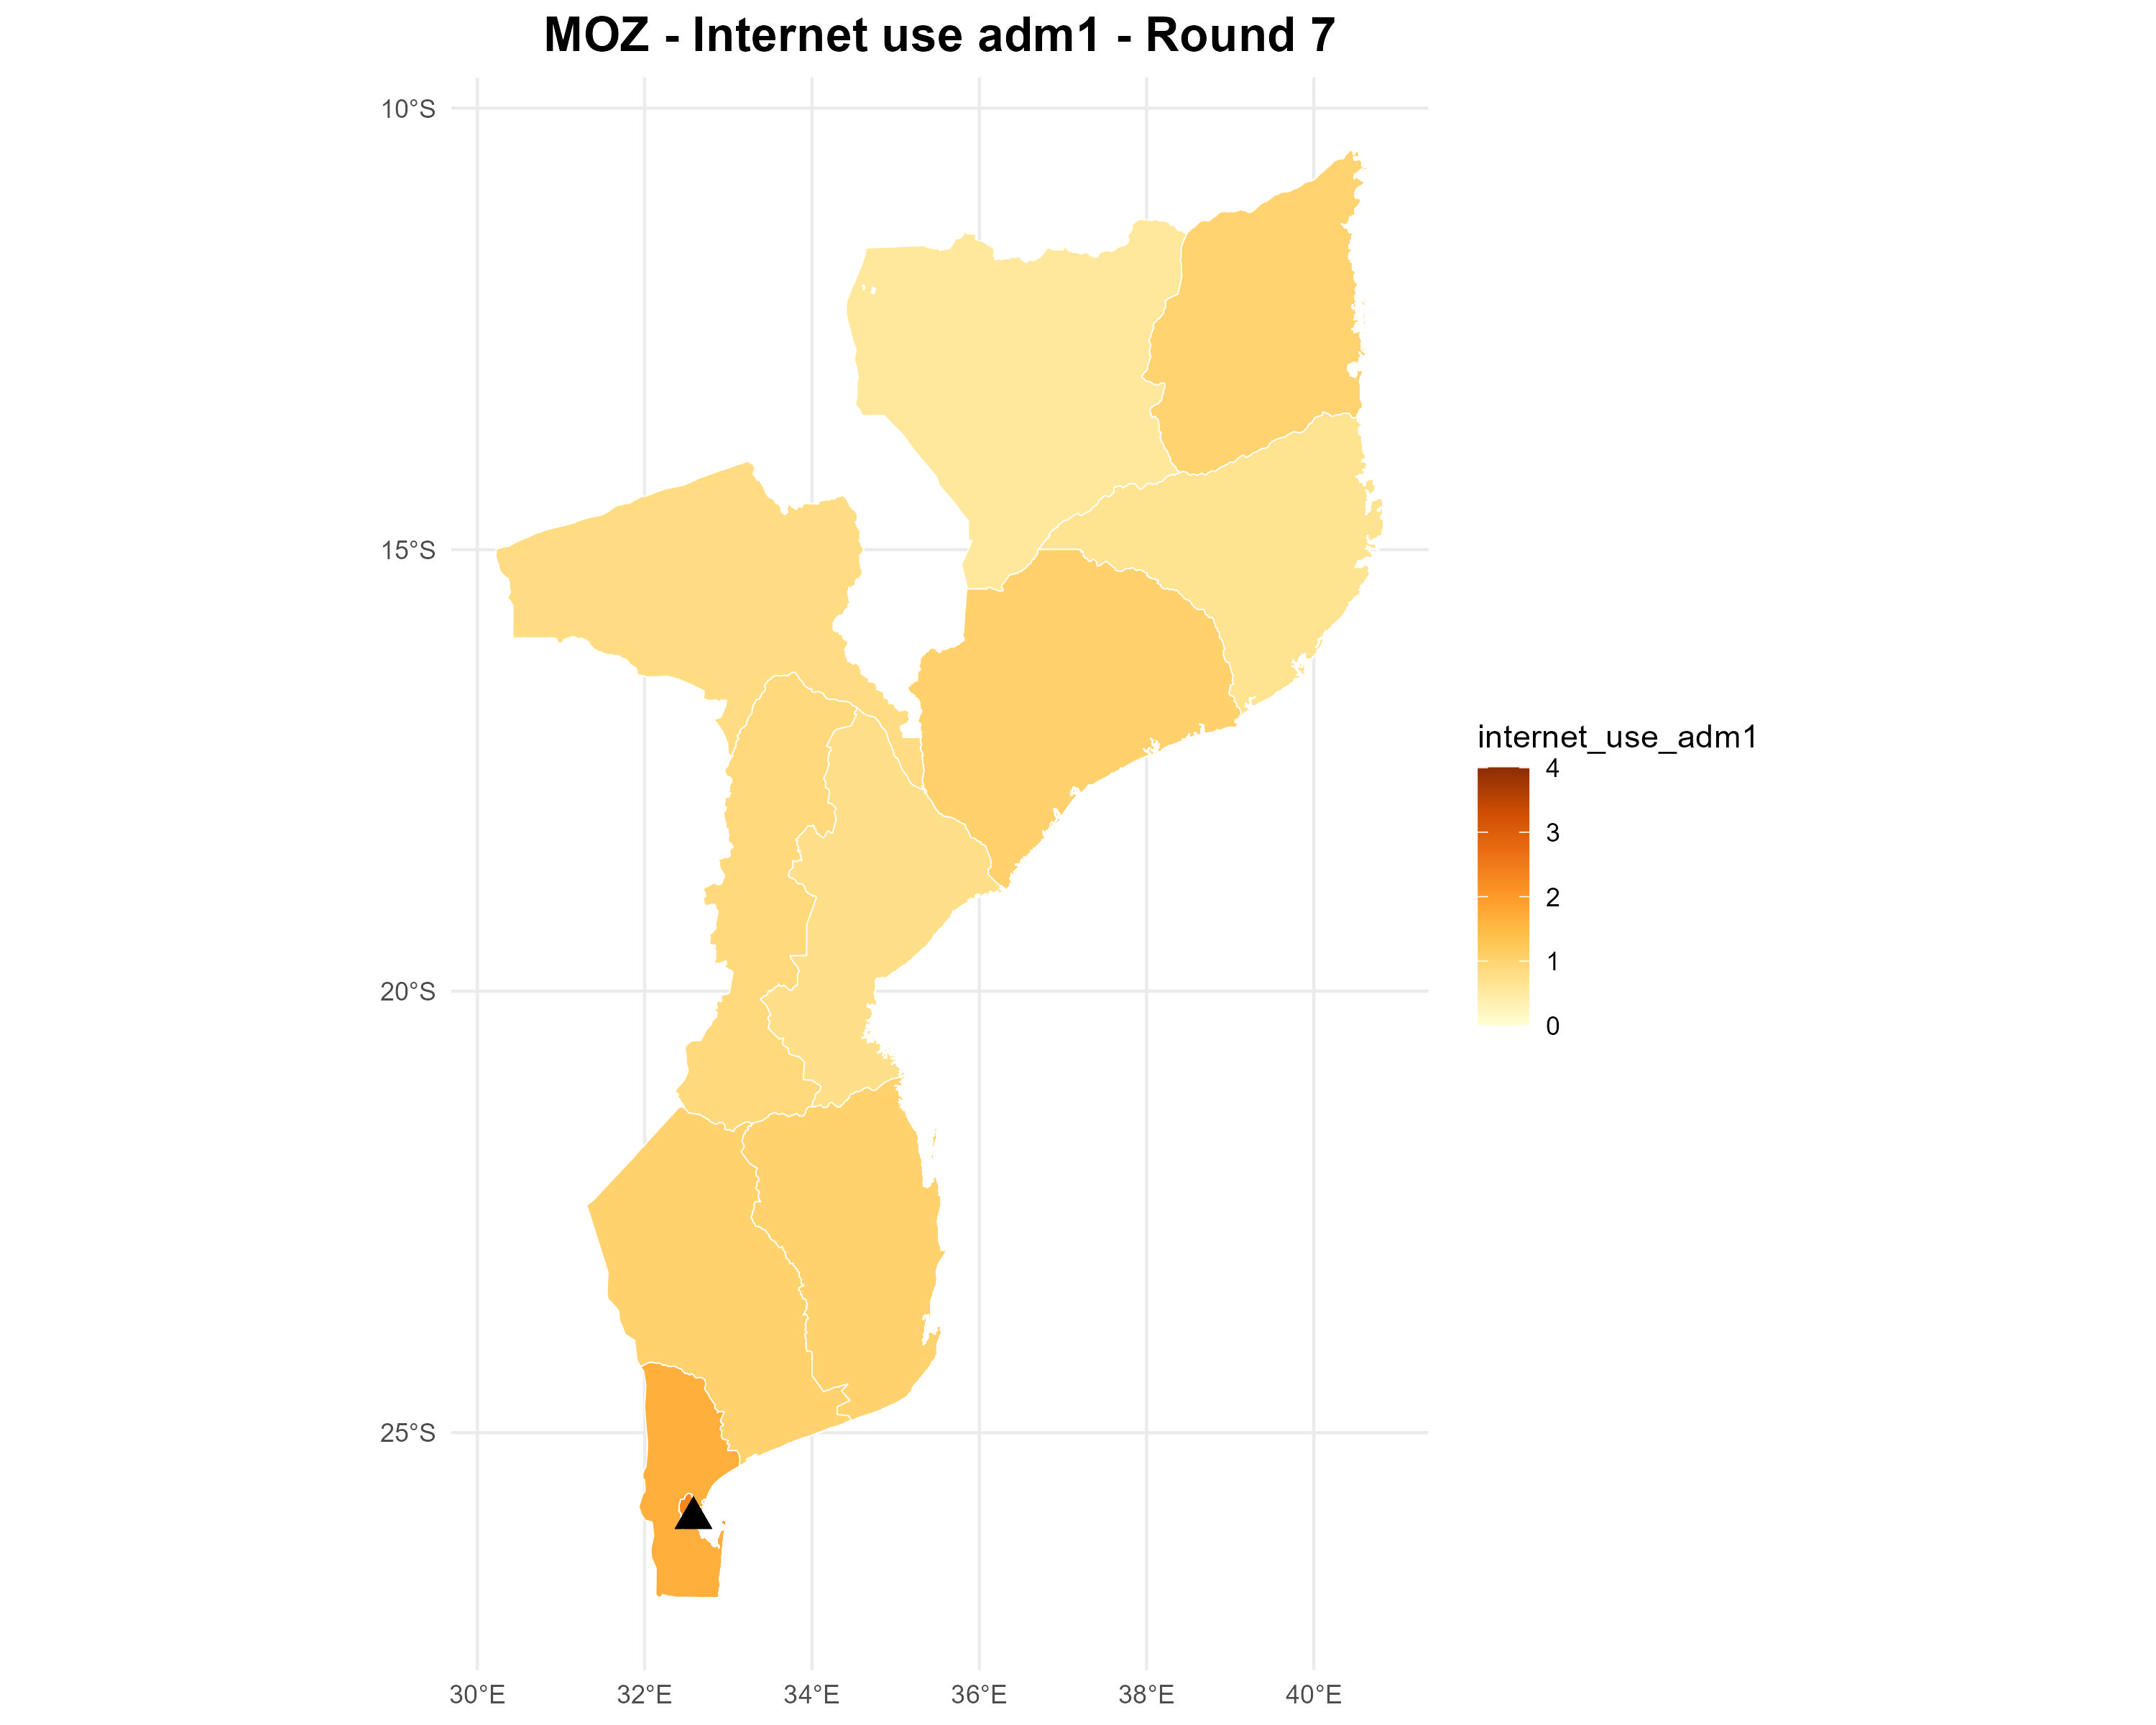 MOZ - Internet use adm1 - Round 7
10°S
15°S
20°S
25°S
30°E
32°E
34°E
36°E
38°E
40°E
internet_use_adm1
4
3
2
1
0